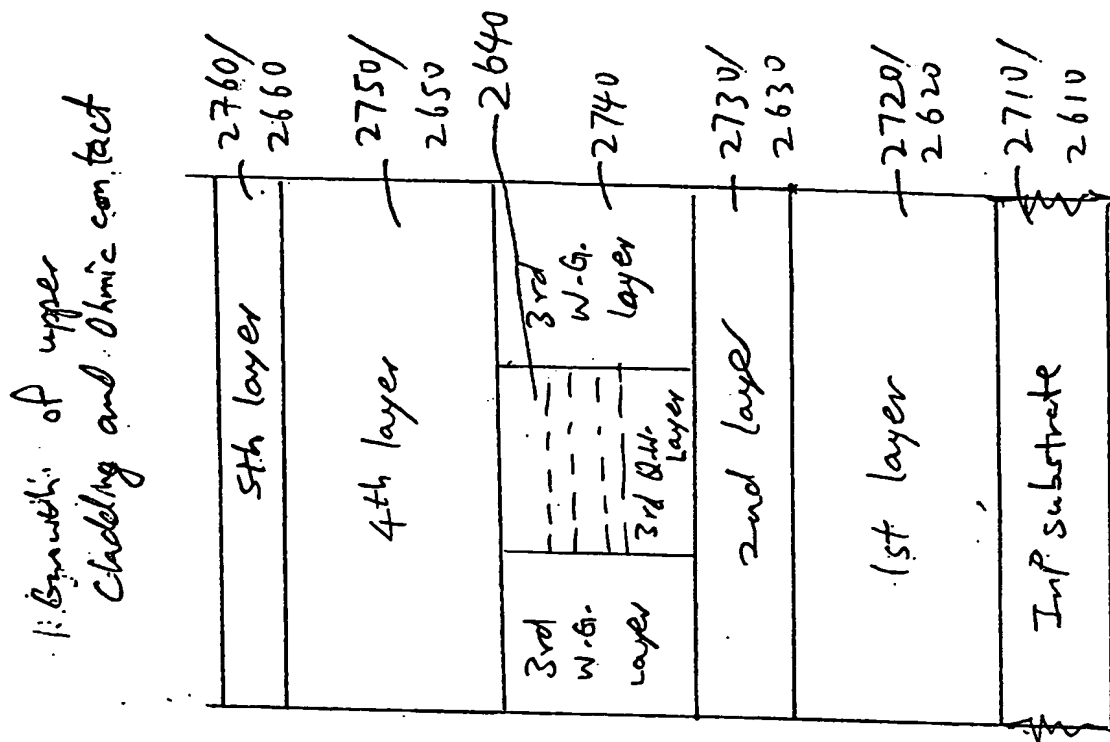 1: Growth of upper
Cladding and Ohmic contact
5th layer
2760/
2660
4th layer
2750/
2650
2640
3rd
W.G.
Layer
3rd Q.W.
Layer
3rd
W.G.
layer
2740
2nd layer
2730/
2630
1st layer
2720/
2620
InP substrate
2710/
2610